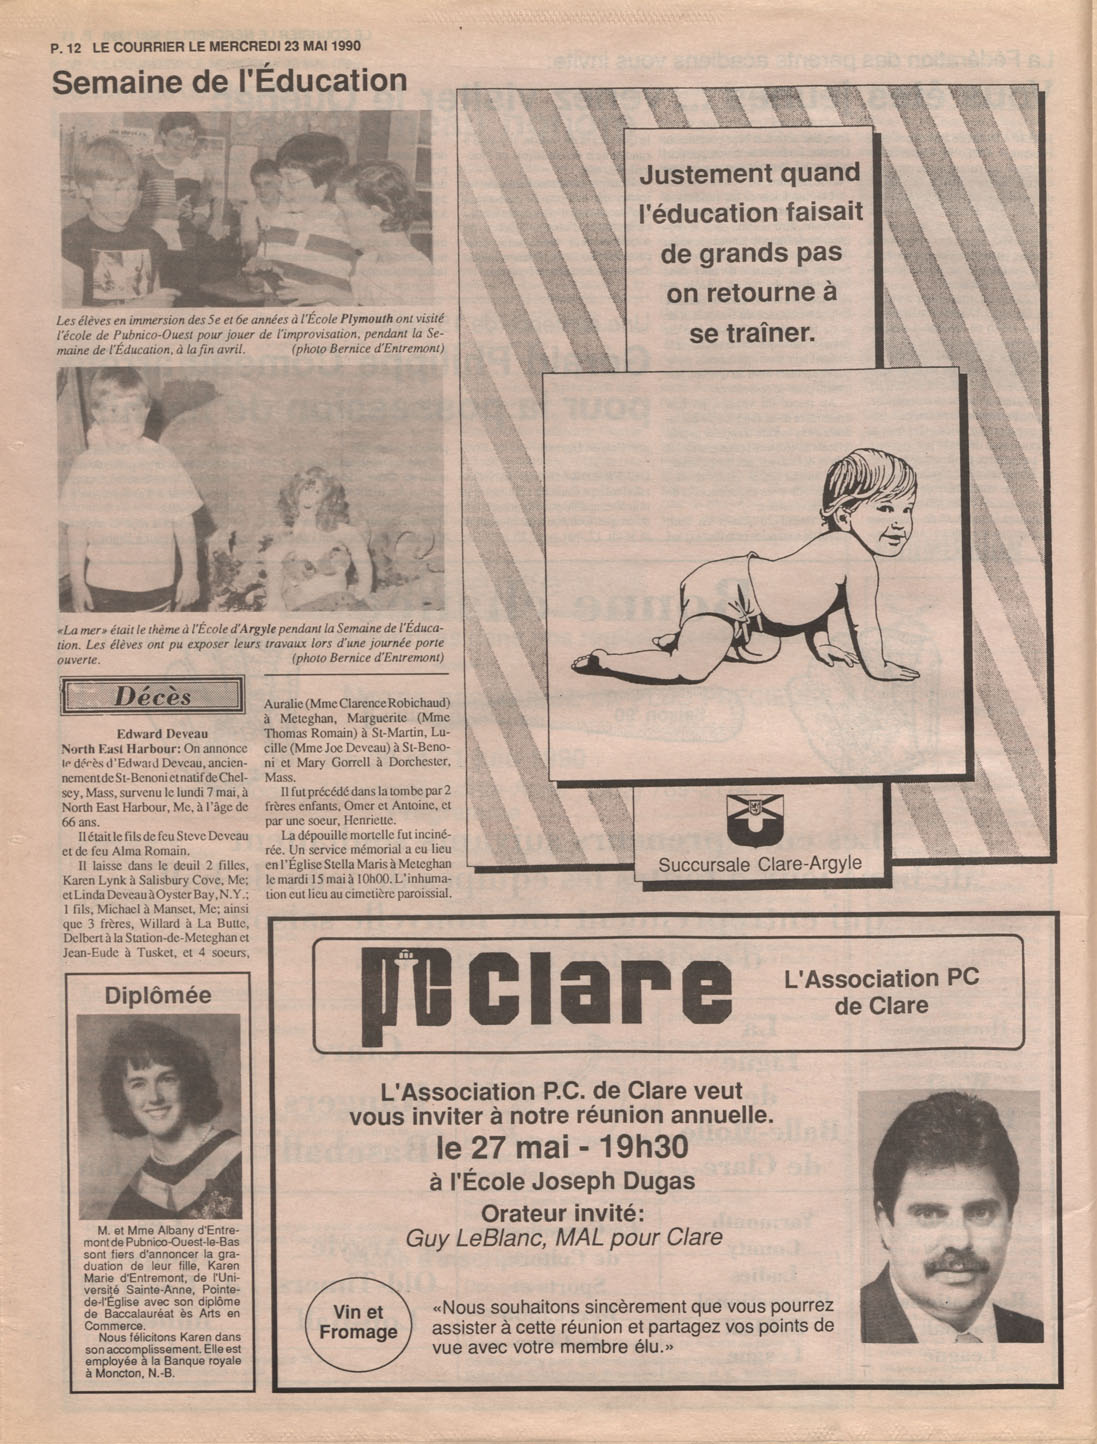 P. 12 LE COURRIER LE MERCREDI 23 MAI 1990
Semaine de l'Éducation
Les élèves en immersion des 5e et 6e années à l'École Plymouth ont visité
l'école de Pubnico-Ouest pour jouer de l'improvisation, pendant la Se-
maine de l'Éducation, à la fin avril. (photo Bernice d'Entremont)
«La mer» était le thème à l'École d'Argyle pendant la Semaine de l'Éduca-
tion. Les élèves ont pu exposer leurs travaux lors d'une journée porte
ouverte. (photo Bernice d'Entremont)
Décès
Edward Deveau
North East Harbour: On annonce
le décès d'Edward Deveau, ancien-
nement de St-Benoni et natif de Chel-
sey, Mass, survenu le lundi 7 mai, à
North East Harbour, Me, à l'âge de
66 ans.
Il était le fils de feu Steve Deveau
et de feu Alma Romain.
Il laisse dans le deuil 2 filles,
Karen Lynk à Salisbury Cove, Me;
et Linda Deveau à Oyster Bay, N.Y.;
1 fils, Michael à Manset, Me; ainsi
que 3 frères, Willard à La Butte,
Delbert à la Station-de-Meteghan et
Jean-Eude à Tusket, et 4 soeurs,
Auralie (Mme Clarence Robichaud)
à Meteghan, Marguerite (Mme
Thomas Romain) à St-Martin, Lu-
cille (Mme Joe Deveau) à St-Beno-
ni et Mary Gorrell à Dorchester,
Mass.
Il fut précédé dans la tombe par 2
frères enfants, Omer et Antoine, et
par une soeur, Henriette.
La dépouille mortelle fut inciné-
rée. Un service mémorial a eu lieu
en l'Église Stella Maris à Meteghan
le mardi 15 mai à 10h00. L'inhuma-
tion eut lieu au cimetière paroissial.
Diplômée
M. et Mme Albany d'Entre-
mont de Pubnico-Ouest-le-Bas
sont fiers d'annoncer la gra-
duation de leur fille, Karen
Marie d'Entremont, de l'Uni-
versité Sainte-Anne, Pointe-
de-l'Église avec son diplôme
de Baccalauréat ès Arts en
Commerce.
Nous félicitons Karen dans
son accomplissement. Elle est
employée à la Banque royale
à Moncton, N.-B.
Justement quand
l'éducation faisait
de grands pas
on retourne à
se traîner.
Succursale Clare-Argyle
PC Clare
L'Association PC
de Clare
L'Association P.C. de Clare veut
vous inviter à notre réunion annuelle.
le 27 mai - 19h30
à l'École Joseph Dugas
Orateur invité:
Guy LeBlanc, MAL pour Clare
Vin et
Fromage
«Nous souhaitons sincèrement que vous pourrez
assister à cette réunion et partagez vos points de
vue avec votre membre élu.»